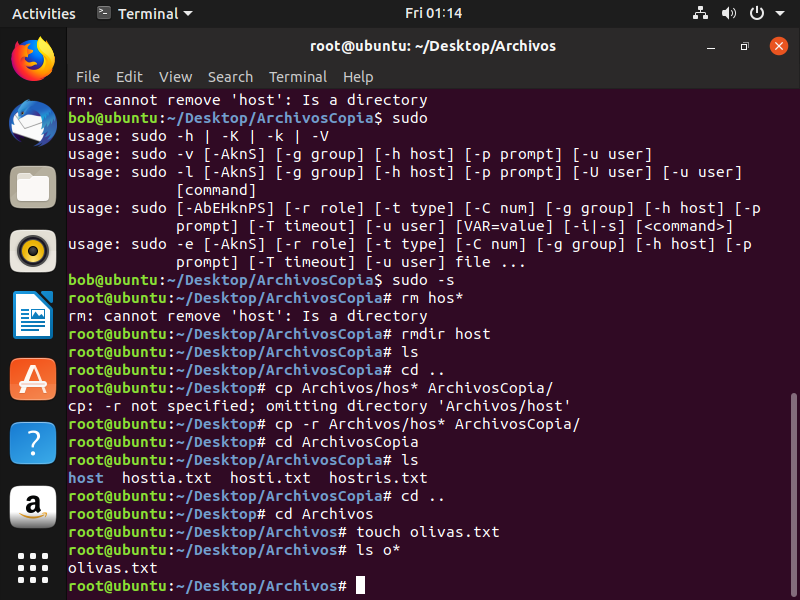 Activities
Terminal
Fri 01:14
root@ubuntu: ~/Desktop/Archivos
File Edit View Search Terminal Help
rm: cannot remove 'host': Is a directory
bob@ubuntu:~/Desktop/ArchivosCopia$ sudo
usage: sudo -h | -K | -k | -V
usage: sudo -v [-AknS] [-g group] [-h host] [-p prompt] [-u user]
usage: sudo -l [-AknS] [-g group] [-h host] [-p prompt] [-U user] [-u user]
[command]
usage: sudo [-AbEHknPS] [-r role] [-t type] [-C num] [-g group] [-h host] [-p
prompt] [-T timeout] [-u user] [VAR=value] [-i|-s] [<command>]
usage: sudo -e [-AknS] [-r role] [-t type] [-C num] [-g group] [-h host] [-p
prompt] [-T timeout] [-u user] file ...
bob@ubuntu:~/Desktop/ArchivosCopia$ sudo -s
root@ubuntu:~/Desktop/ArchivosCopia# rm hos*
rm: cannot remove 'host': Is a directory
root@ubuntu:~/Desktop/ArchivosCopia# rmdir host
root@ubuntu:~/Desktop/ArchivosCopia# ls
root@ubuntu:~/Desktop/ArchivosCopia# cd ..
root@ubuntu:~/Desktop# cp Archivos/hos* ArchivosCopia/
cp: -r not specified; omitting directory 'Archivos/host'
root@ubuntu:~/Desktop# cp -r Archivos/hos* ArchivosCopia/
root@ubuntu:~/Desktop# cd ArchivosCopia
root@ubuntu:~/Desktop/ArchivosCopia# ls
host hostia.txt hosti.txt hostris.txt
root@ubuntu:~/Desktop/ArchivosCopia# cd ..
root@ubuntu:~/Desktop# cd Archivos
root@ubuntu:~/Desktop/Archivos# touch olivas.txt
root@ubuntu:~/Desktop/Archivos# ls o*
olivas.txt
root@ubuntu:~/Desktop/Archivos#